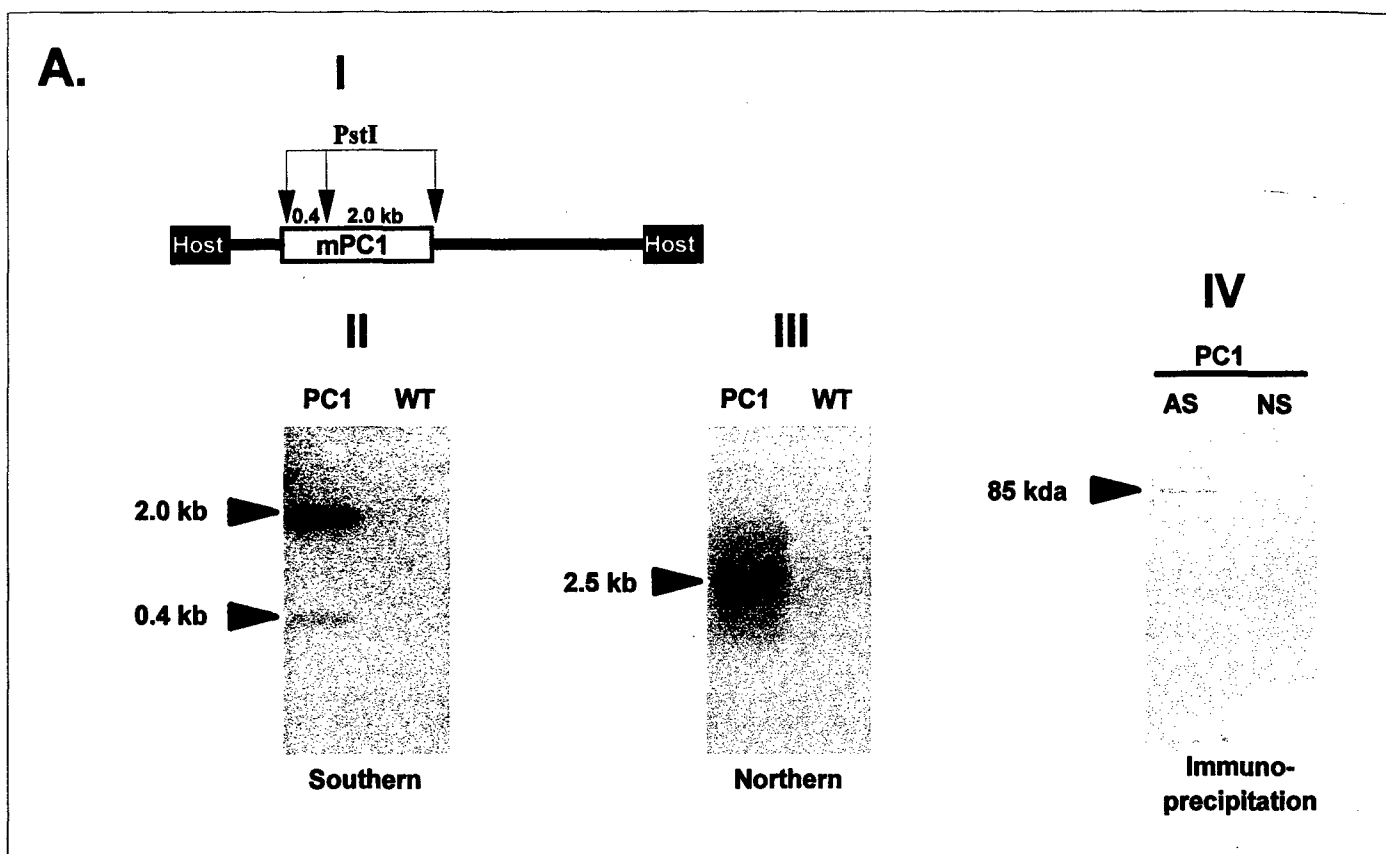 A.
I
PstI
0.4 2.0 kb
Host mPC1 Host
II
PC1 WT
2.0 kb
0.4 kb
Southern
III
PC1 WT
2.5 kb
Northern
IV
PC1
AS NS
85 kda
Immuno-
precipitation